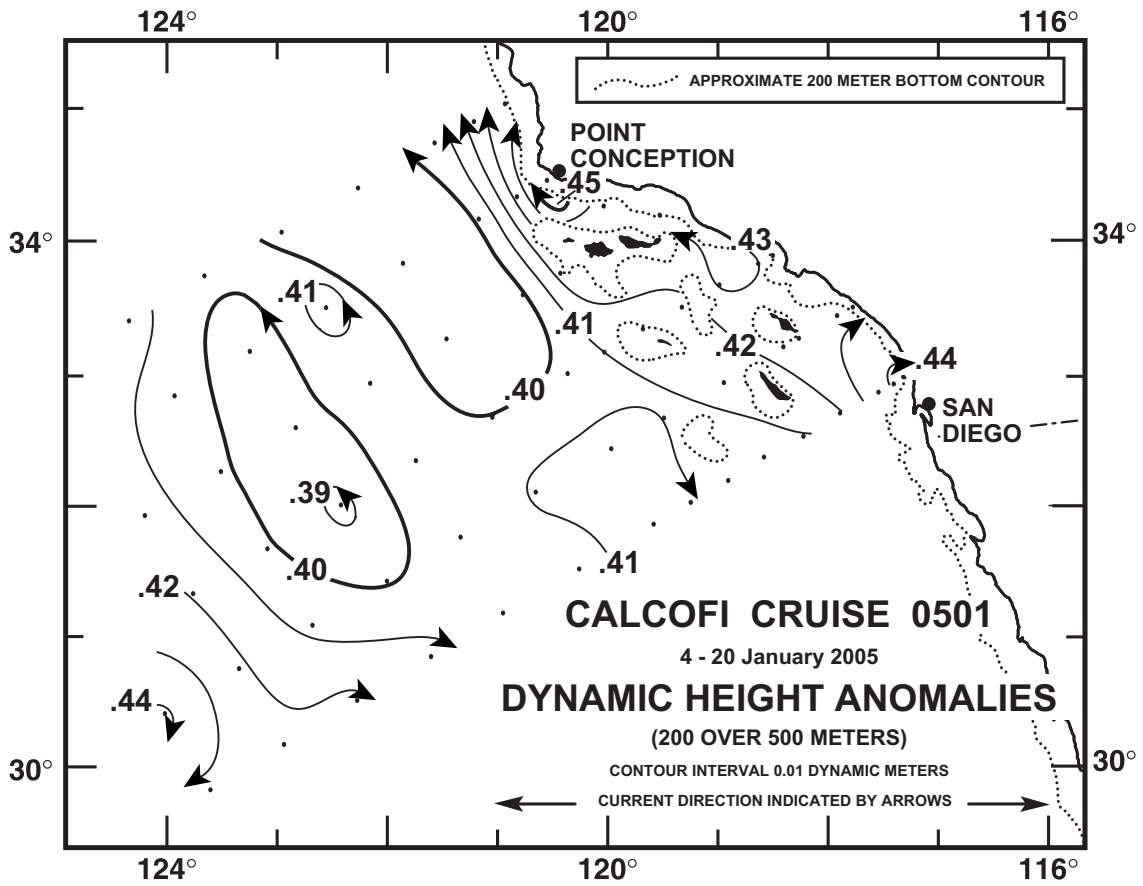 124° 120° 116°
APPROXIMATE 200 METER BOTTOM CONTOUR
POINT
CONCEPTION
.45
34° .43 34°
.41
.41
.42
.44
.40
SAN
DIEGO
.39
.41
.40
.42
CALCOFI CRUISE 0501
4 - 20 January 2005
.44
DYNAMIC HEIGHT ANOMALIES
(200 OVER 500 METERS)
30° 30°
CONTOUR INTERVAL 0.01 DYNAMIC METERS
CURRENT DIRECTION INDICATED BY ARROWS
124° 120° 116°